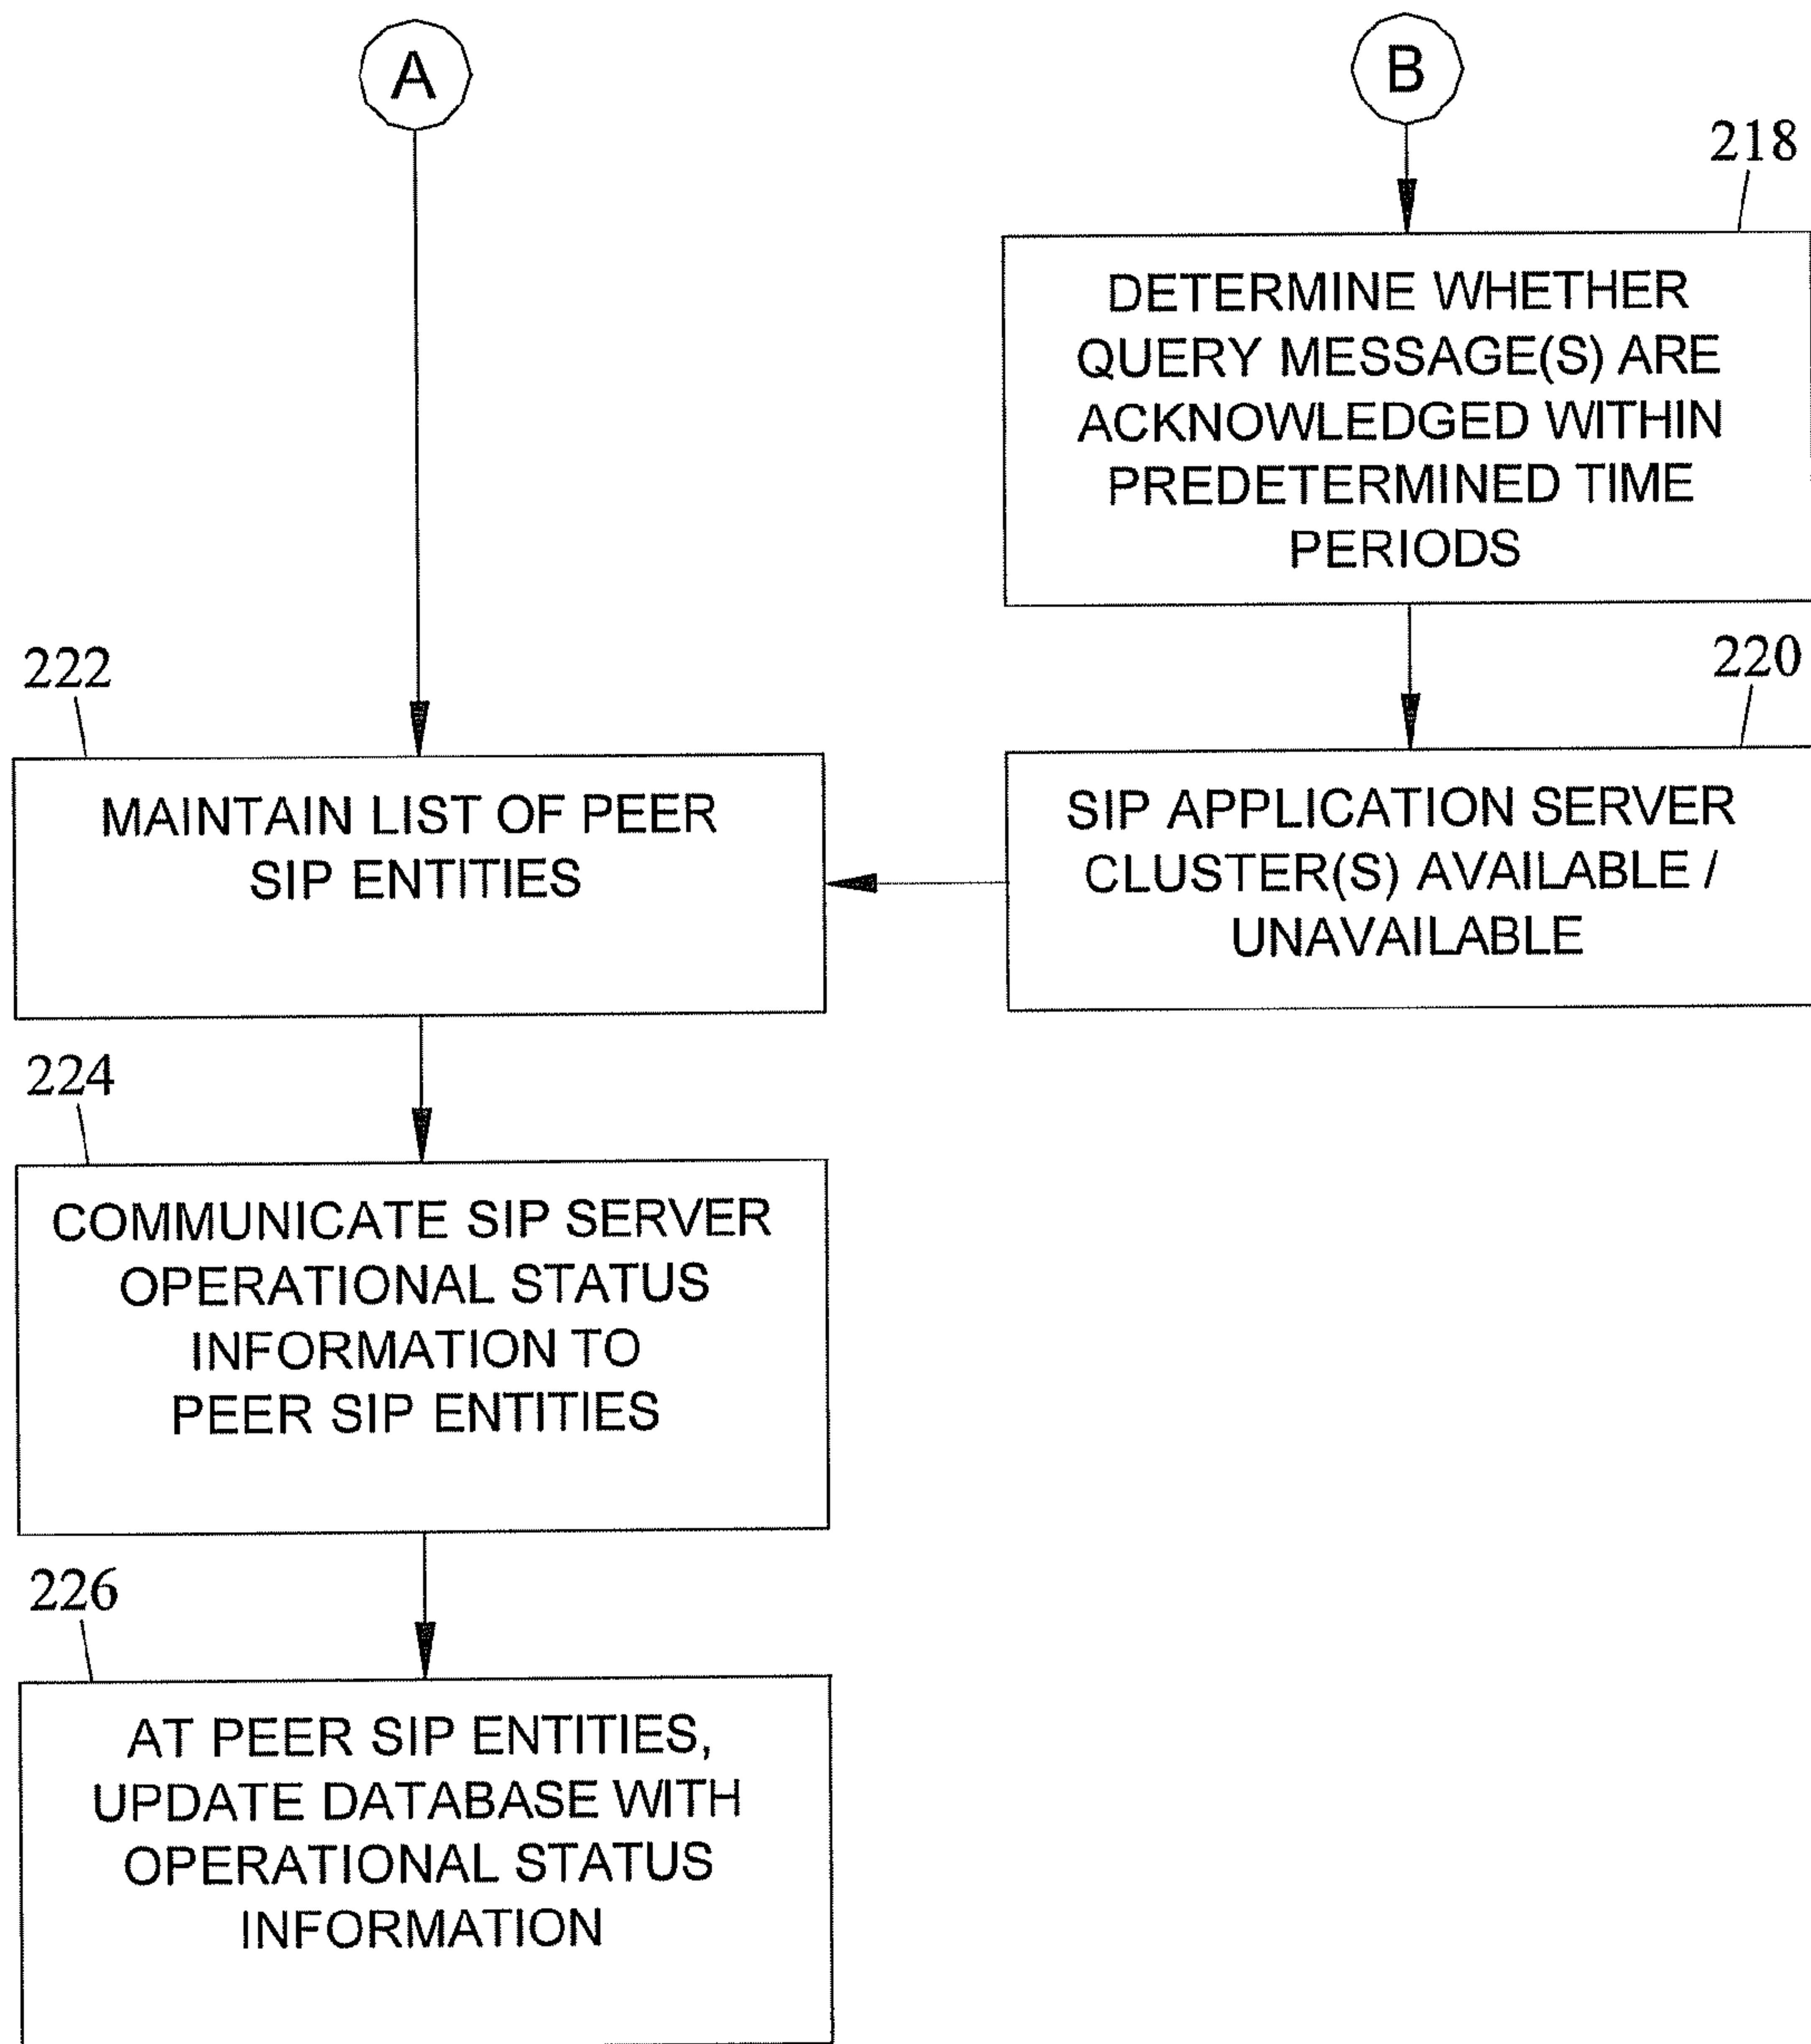 A
B
218
DETERMINE WHETHER
QUERY MESSAGE(S) ARE
ACKNOWLEDGED WITHIN
PREDETERMINED TIME
PERIODS
222
220
MAINTAIN LIST OF PEER
SIP ENTITIES
SIP APPLICATION SERVER
CLUSTER(S) AVAILABLE /
UNAVAILABLE
224
COMMUNICATE SIP SERVER
OPERATIONAL STATUS
INFORMATION TO
PEER SIP ENTITIES
226
AT PEER SIP ENTITIES,
UPDATE DATABASE WITH
OPERATIONAL STATUS
INFORMATION